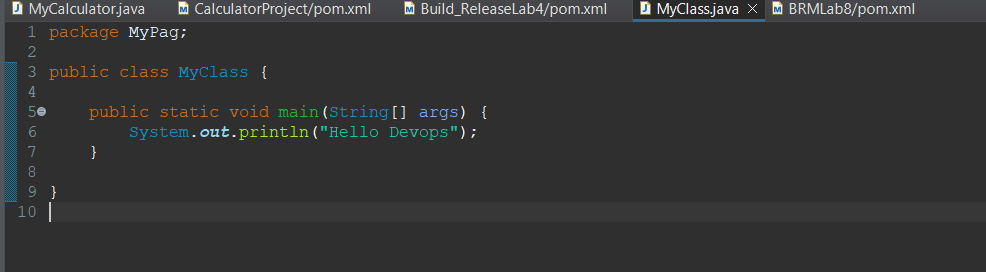 MyCalculator.java CalculatorProject/pom.xml Build_ReleaseLab4/pom.xml MyClass.java BRMLab8/pom.xml
1 package MyPag;
2
3 public class MyClass {
4
5     public static void main(String[] args) {
6         System.out.println("Hello Devops");
7     }
8
9 }
10